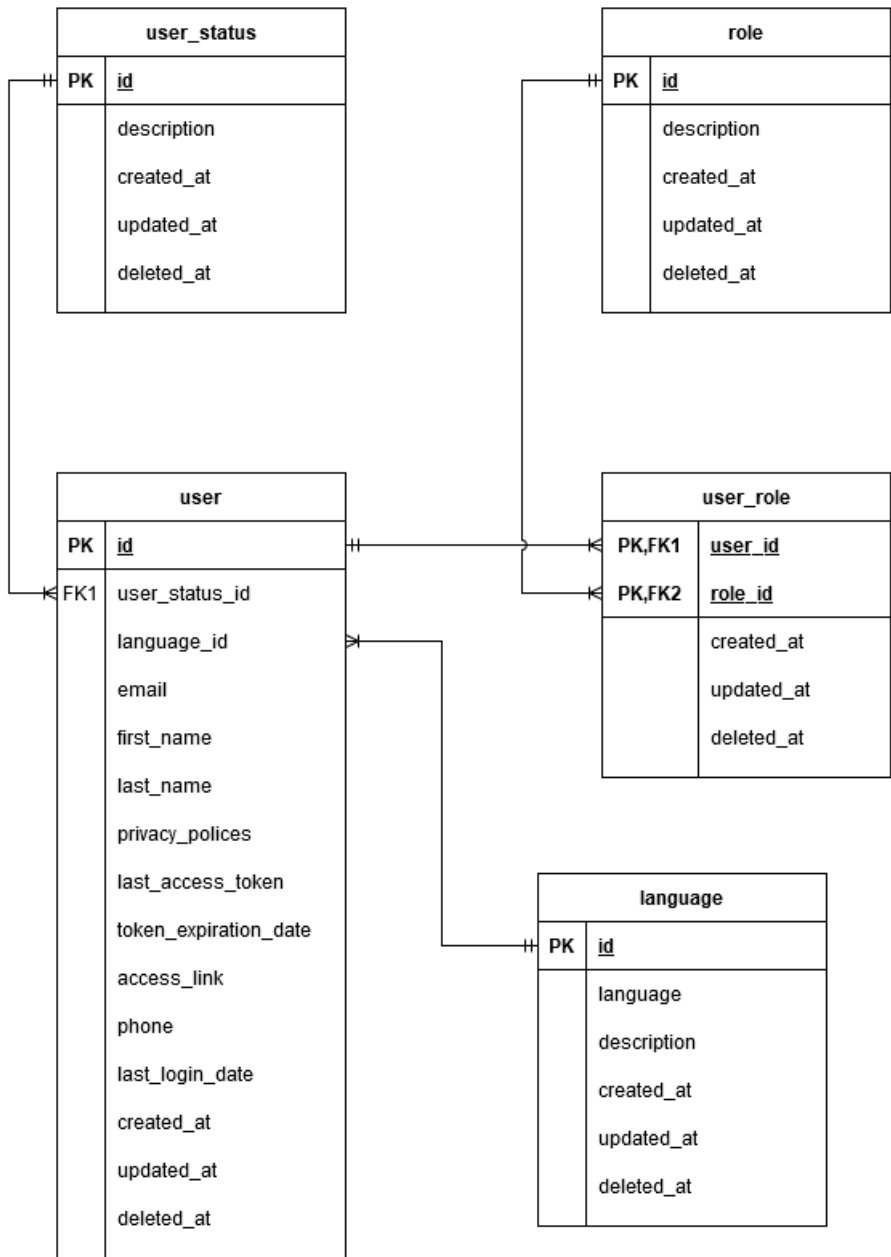 user_status
PK id
description
created_at
updated_at
deleted_at
role
PK id
description
created_at
updated_at
deleted_at
user
PK id
FK1 user_status_id
language_id
email
first_name
last_name
privacy_polices
last_access_token
token_expiration_date
access_link
phone
last_login_date
created_at
updated_at
deleted_at
user_role
PK,FK1 user_id
PK,FK2 role_id
created_at
updated_at
deleted_at
language
PK id
language
description
created_at
updated_at
deleted_at